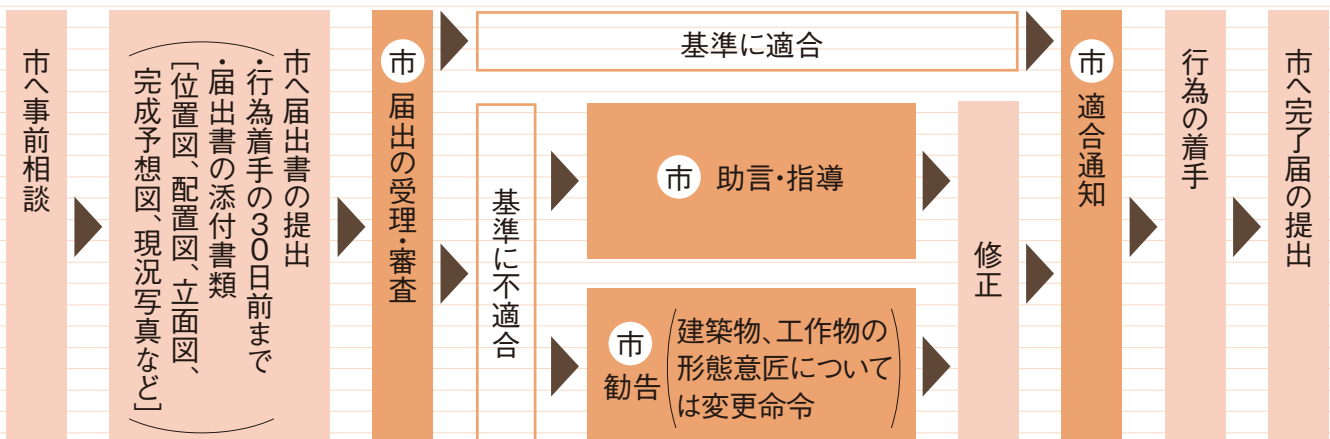 市へ事前相談
市へ届出書の提出
・行為着手の30日前まで
・届出書の添付書類
［位置図、配置図、立面図、
完成予想図、現況写真など］
市 届出の受理・審査
基準に適合
基準に不適合
市 助言・指導
市
勧告
建築物、工作物の
形態意匠について
は変更命令
修正
市 適合通知
行為の着手
市へ完了届の提出